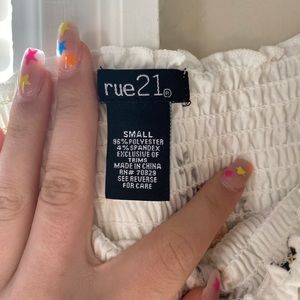 rue21®
SMALL
96% POLYESTER
4% SPANDEX
EXCLUSIVE OF
TRIMS
MADE IN CHINA
RN# 70829
SEE REVERSE
FOR CARE